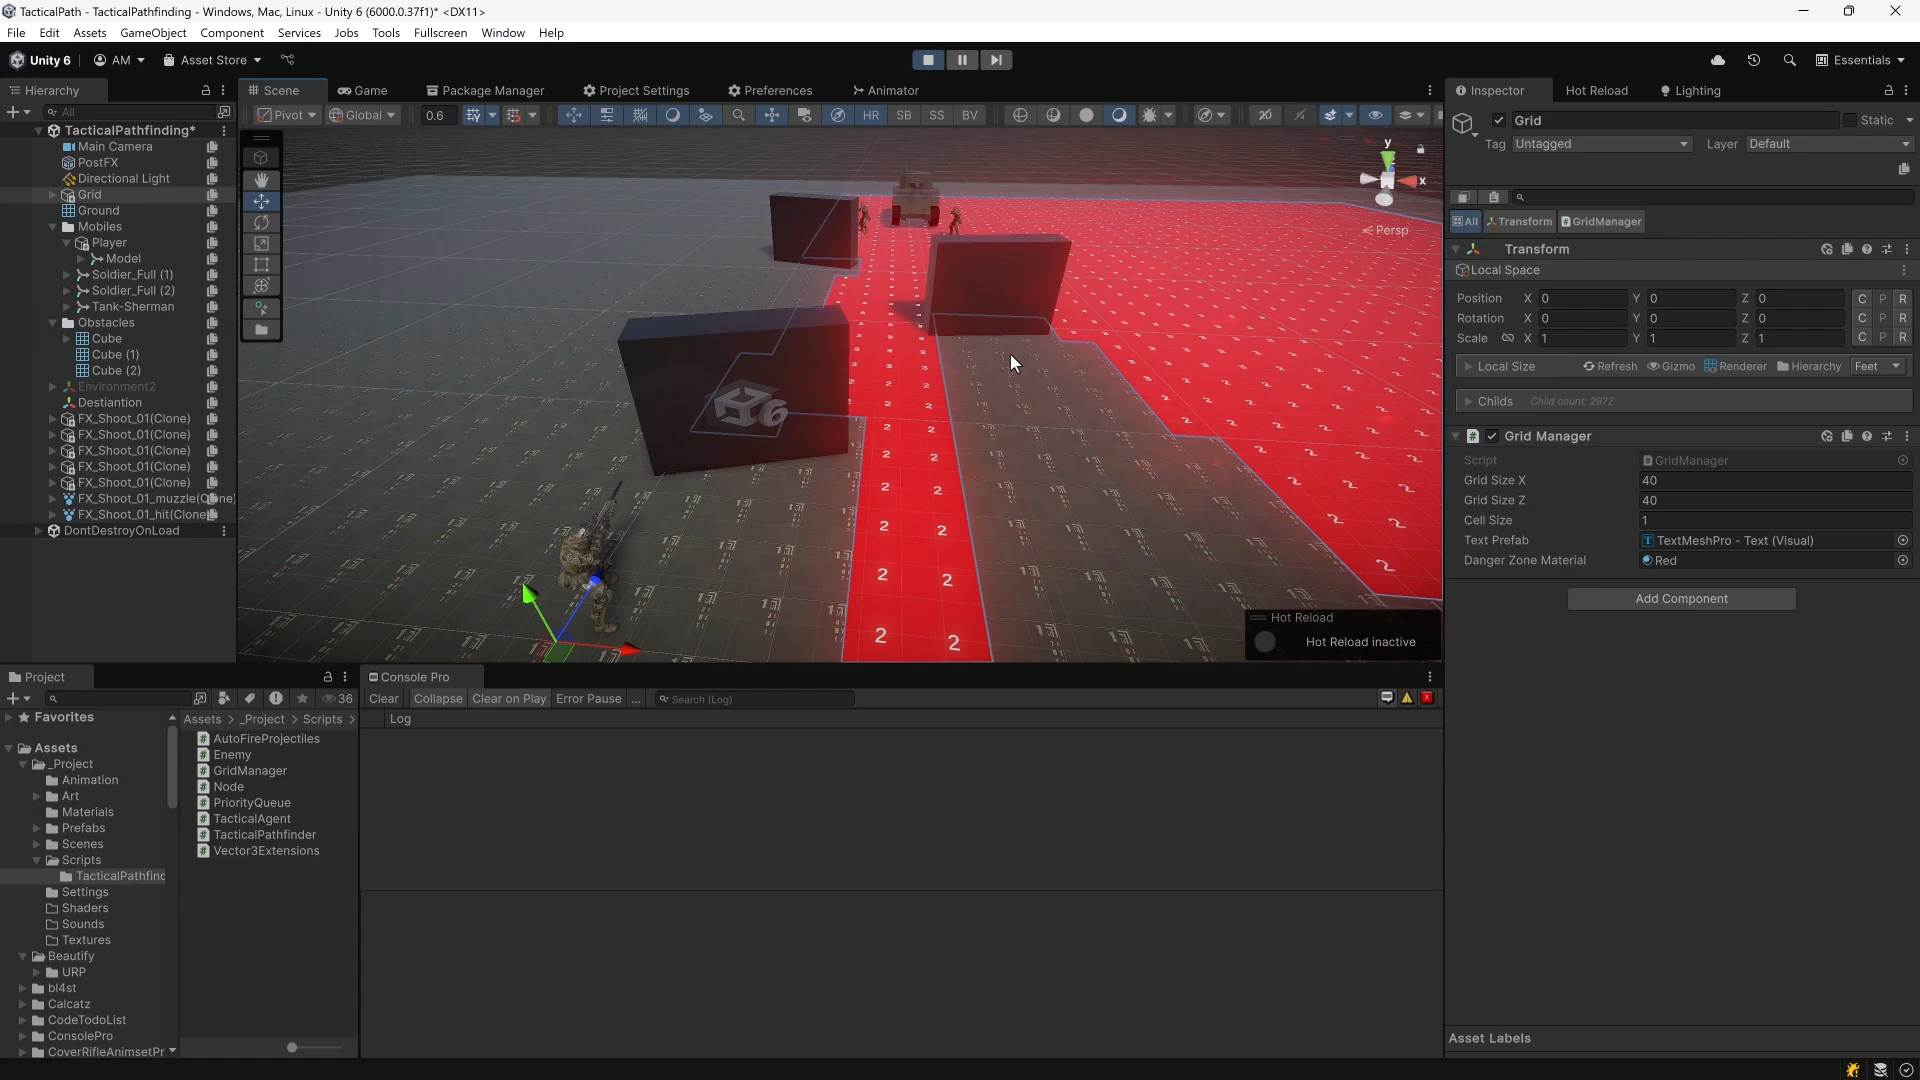 TacticalPath - TacticalPathfinding - Windows, Mac, Linux - Unity 6 (6000.0.37f1)* <DX11>
File Edit Assets GameObject Component Services Jobs Tools Fullscreen Window Help
Unity 6 AM Asset Store Essentials
Hierarchy Scene Game Package Manager Project Settings Preferences Animator Inspector Hot Reload Lighting
All Pivot Global 0.6 HR SB SS BV 2D
TacticalPathfinding*
Main Camera
PostFX
Directional Light
Grid
Ground
Mobiles
Player
Model
Soldier_Full (1)
Soldier_Full (2)
Tank-Sherman
Obstacles
Cube
Cube (1)
Cube (2)
Environment2
Destiantion
FX_Shoot_01(Clone)
FX_Shoot_01(Clone)
FX_Shoot_01(Clone)
FX_Shoot_01(Clone)
FX_Shoot_01(Clone)
FX_Shoot_01_muzzle(Clone)
FX_Shoot_01_hit(Clone)
DontDestroyOnLoad
y
x
Persp
6
2 2
2 2
2 2
2 2
2 2
2 2
Hot Reload
Hot Reload inactive
Grid Static
Tag Untagged Layer Default
All Transform GridManager
Transform
Local Space
Position X 0 Y 0 Z 0 C P R
Rotation X 0 Y 0 Z 0 C P R
Scale X 1 Y 1 Z 1 C P R
Local Size Refresh Gizmo Renderer Hierarchy Feet
Childs Child count: 2972
Grid Manager
Script GridManager
Grid Size X 40
Grid Size Z 40
Cell Size 1
Text Prefab TextMeshPro - Text (Visual)
Danger Zone Material Red
Add Component
Asset Labels
Project
36
Favorites
Assets
_Project
Animation
Art
Materials
Prefabs
Scenes
Scripts
TacticalPathfinc
Settings
Shaders
Sounds
Textures
Beautify
URP
bl4st
Calcatz
CodeTodoList
ConsolePro
CoverRifleAnimsetPr
Assets > _Project > Scripts >
AutoFireProjectiles
Enemy
GridManager
Node
PriorityQueue
TacticalAgent
TacticalPathfinder
Vector3Extensions
Console Pro
Clear Collapse Clear on Play Error Pause ... Search (Log)
Log